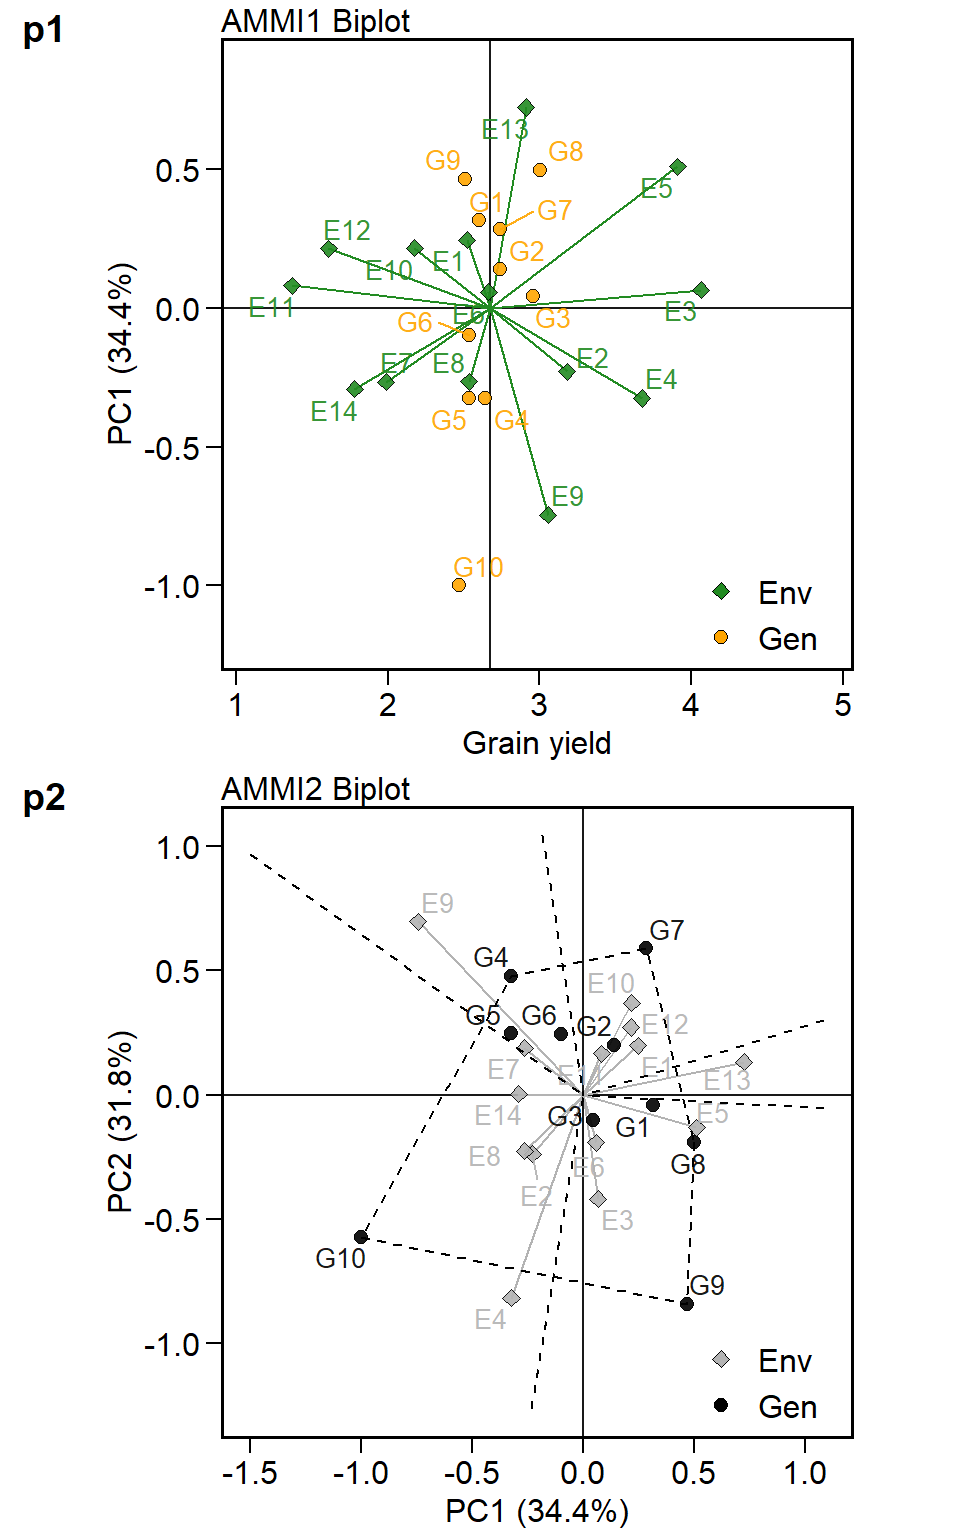 p1
AMMI1 Biplot
E13
G9
G8
0.5
E5
G1
G7
E12
G2
E1
E10
E11
0.0
E6
G3
E3
G6
E7
E8
E2
E14
E4
G5
G4
-0.5
E9
G10
-1.0
Env
Gen
PC1 (34.4%)
1 2 3 4 5
Grain yield
p2
AMMI2 Biplot
1.0
E9
G7
G4
0.5
E10
G5
G6
G2
E12
E7
E11
E1
E13
0.0
E14
G3
G1
E5
E8
E6
G8
E2
-0.5
E3
G10
G9
E4
-1.0
Env
Gen
PC2 (31.8%)
-1.5 -1.0 -0.5 0.0 0.5 1.0
PC1 (34.4%)